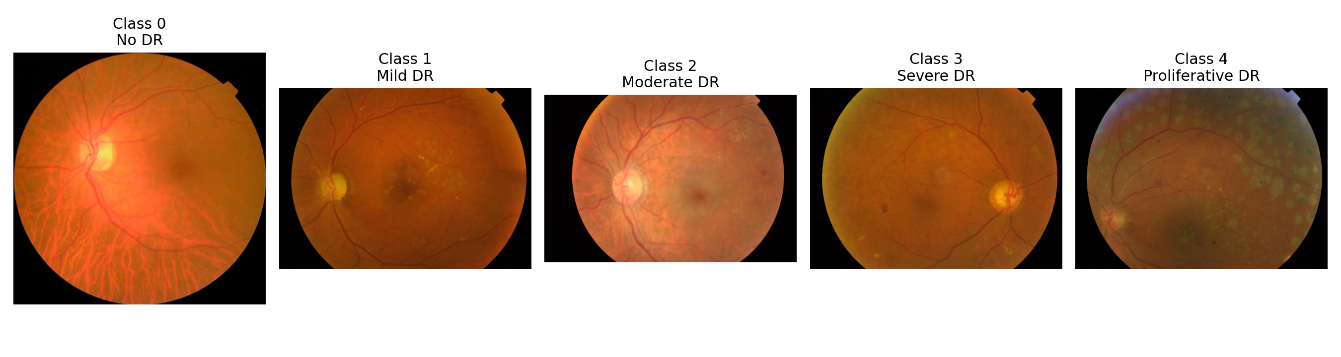 Class 0
No DR
Class 1
Mild DR
Class 2
Moderate DR
Class 3
Severe DR
Class 4
Proliferative DR